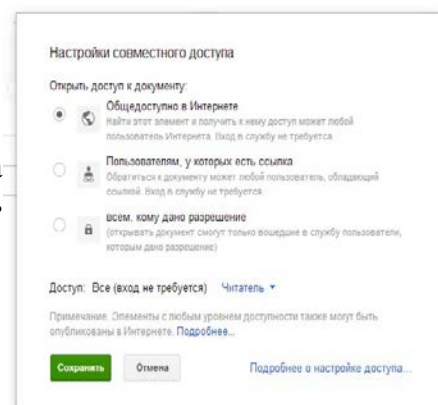 Настройки совместного доступа
Открыть доступ к документу:
Общедоступно в Интернете
Найти этот элемент и получить к нему доступ может любой
пользователь Интернета. Вход в службу не требуется.
Пользователям, у которых есть ссылка
Обратиться к документу может любой пользователь, обладающий
ссылкой. Вход в службу не требуется.
всем, кому дано разрешение
(открывать документ смогут только вошедшие в службу пользователи,
которым дано разрешение)
Доступ: Все (вход не требуется) Читатель
Примечание. Элементы с любым уровнем доступности также могут быть
опубликованы в Интернете. Подробнее...
Сохранить Отмена Подробнее о настройке доступа...